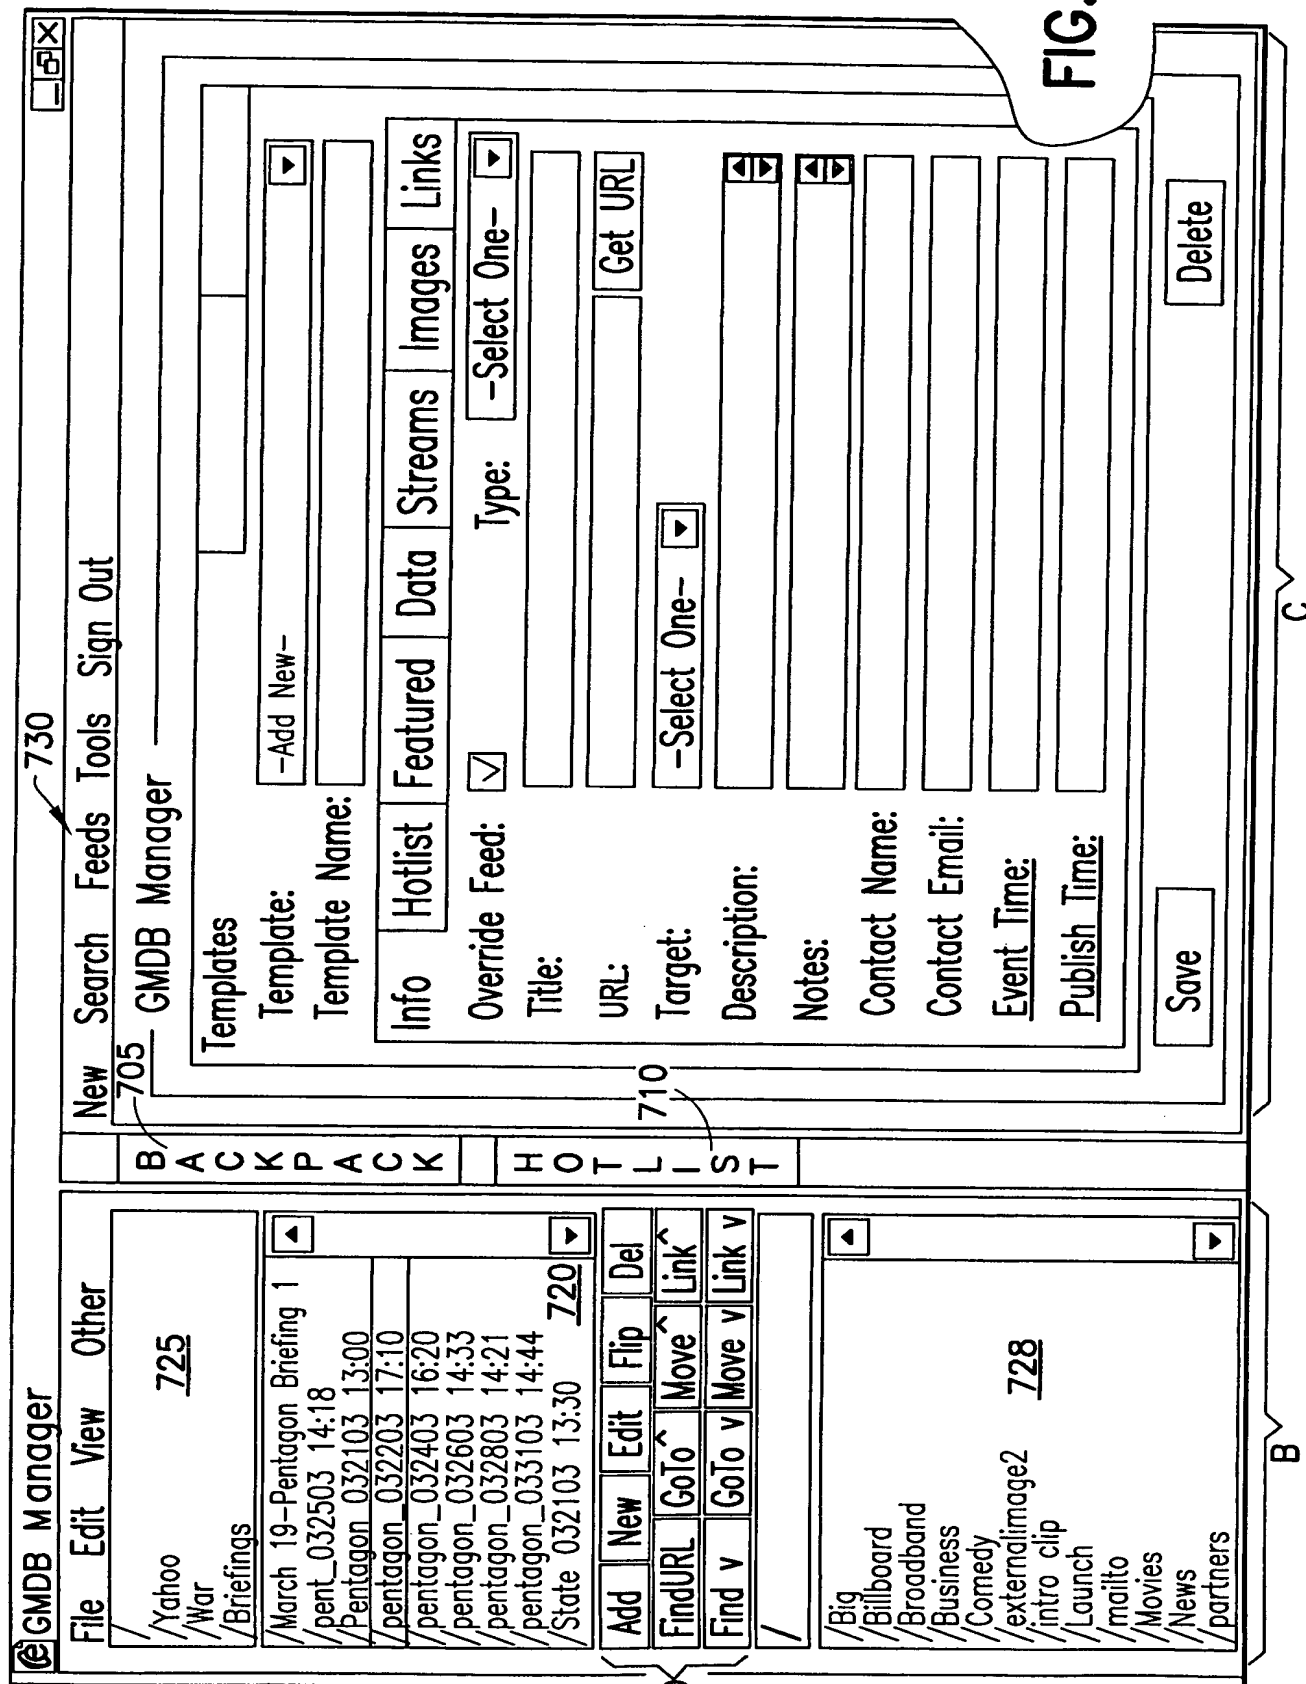 GMDB Manager
File Edit View Other
/
/Yahoo
/War
/Briefings
725
/March 19-Pentagon Briefing 1
/pent_032503 14:18
/Pentagon 032103 13:00
/pentagon_032203 17:10
/pentagon_032403 16:20
/pentagon_032603 14:33
/pentagon_032803 14:21
/pentagon_033103 14:44
/State 032103 13:30
720
Add New Edit Flip Del
FindURL GoTo^ Move^ Link^
Find v GoTo v Move v Link v
/
/Big
/Billboard
/Broadband
/Business
/Comedy
/externalimage2
/intro clip
/Launch
/mailto
/Movies
/News
/partners
728
B
BACKPACK
705
HOTLIST
710
730
New Search Feeds Tools Sign Out
GMDB Manager
Templates
Template: -Add New-
Template Name:
Info Hotlist Featured Data Streams Images Links
Override Feed: Type: -Select One-
Title:
URL: Get URL
Target: -Select One-
Description:
Notes:
Contact Name:
Contact Email:
Event Time:
Publish Time:
Save Delete
C
FIG.